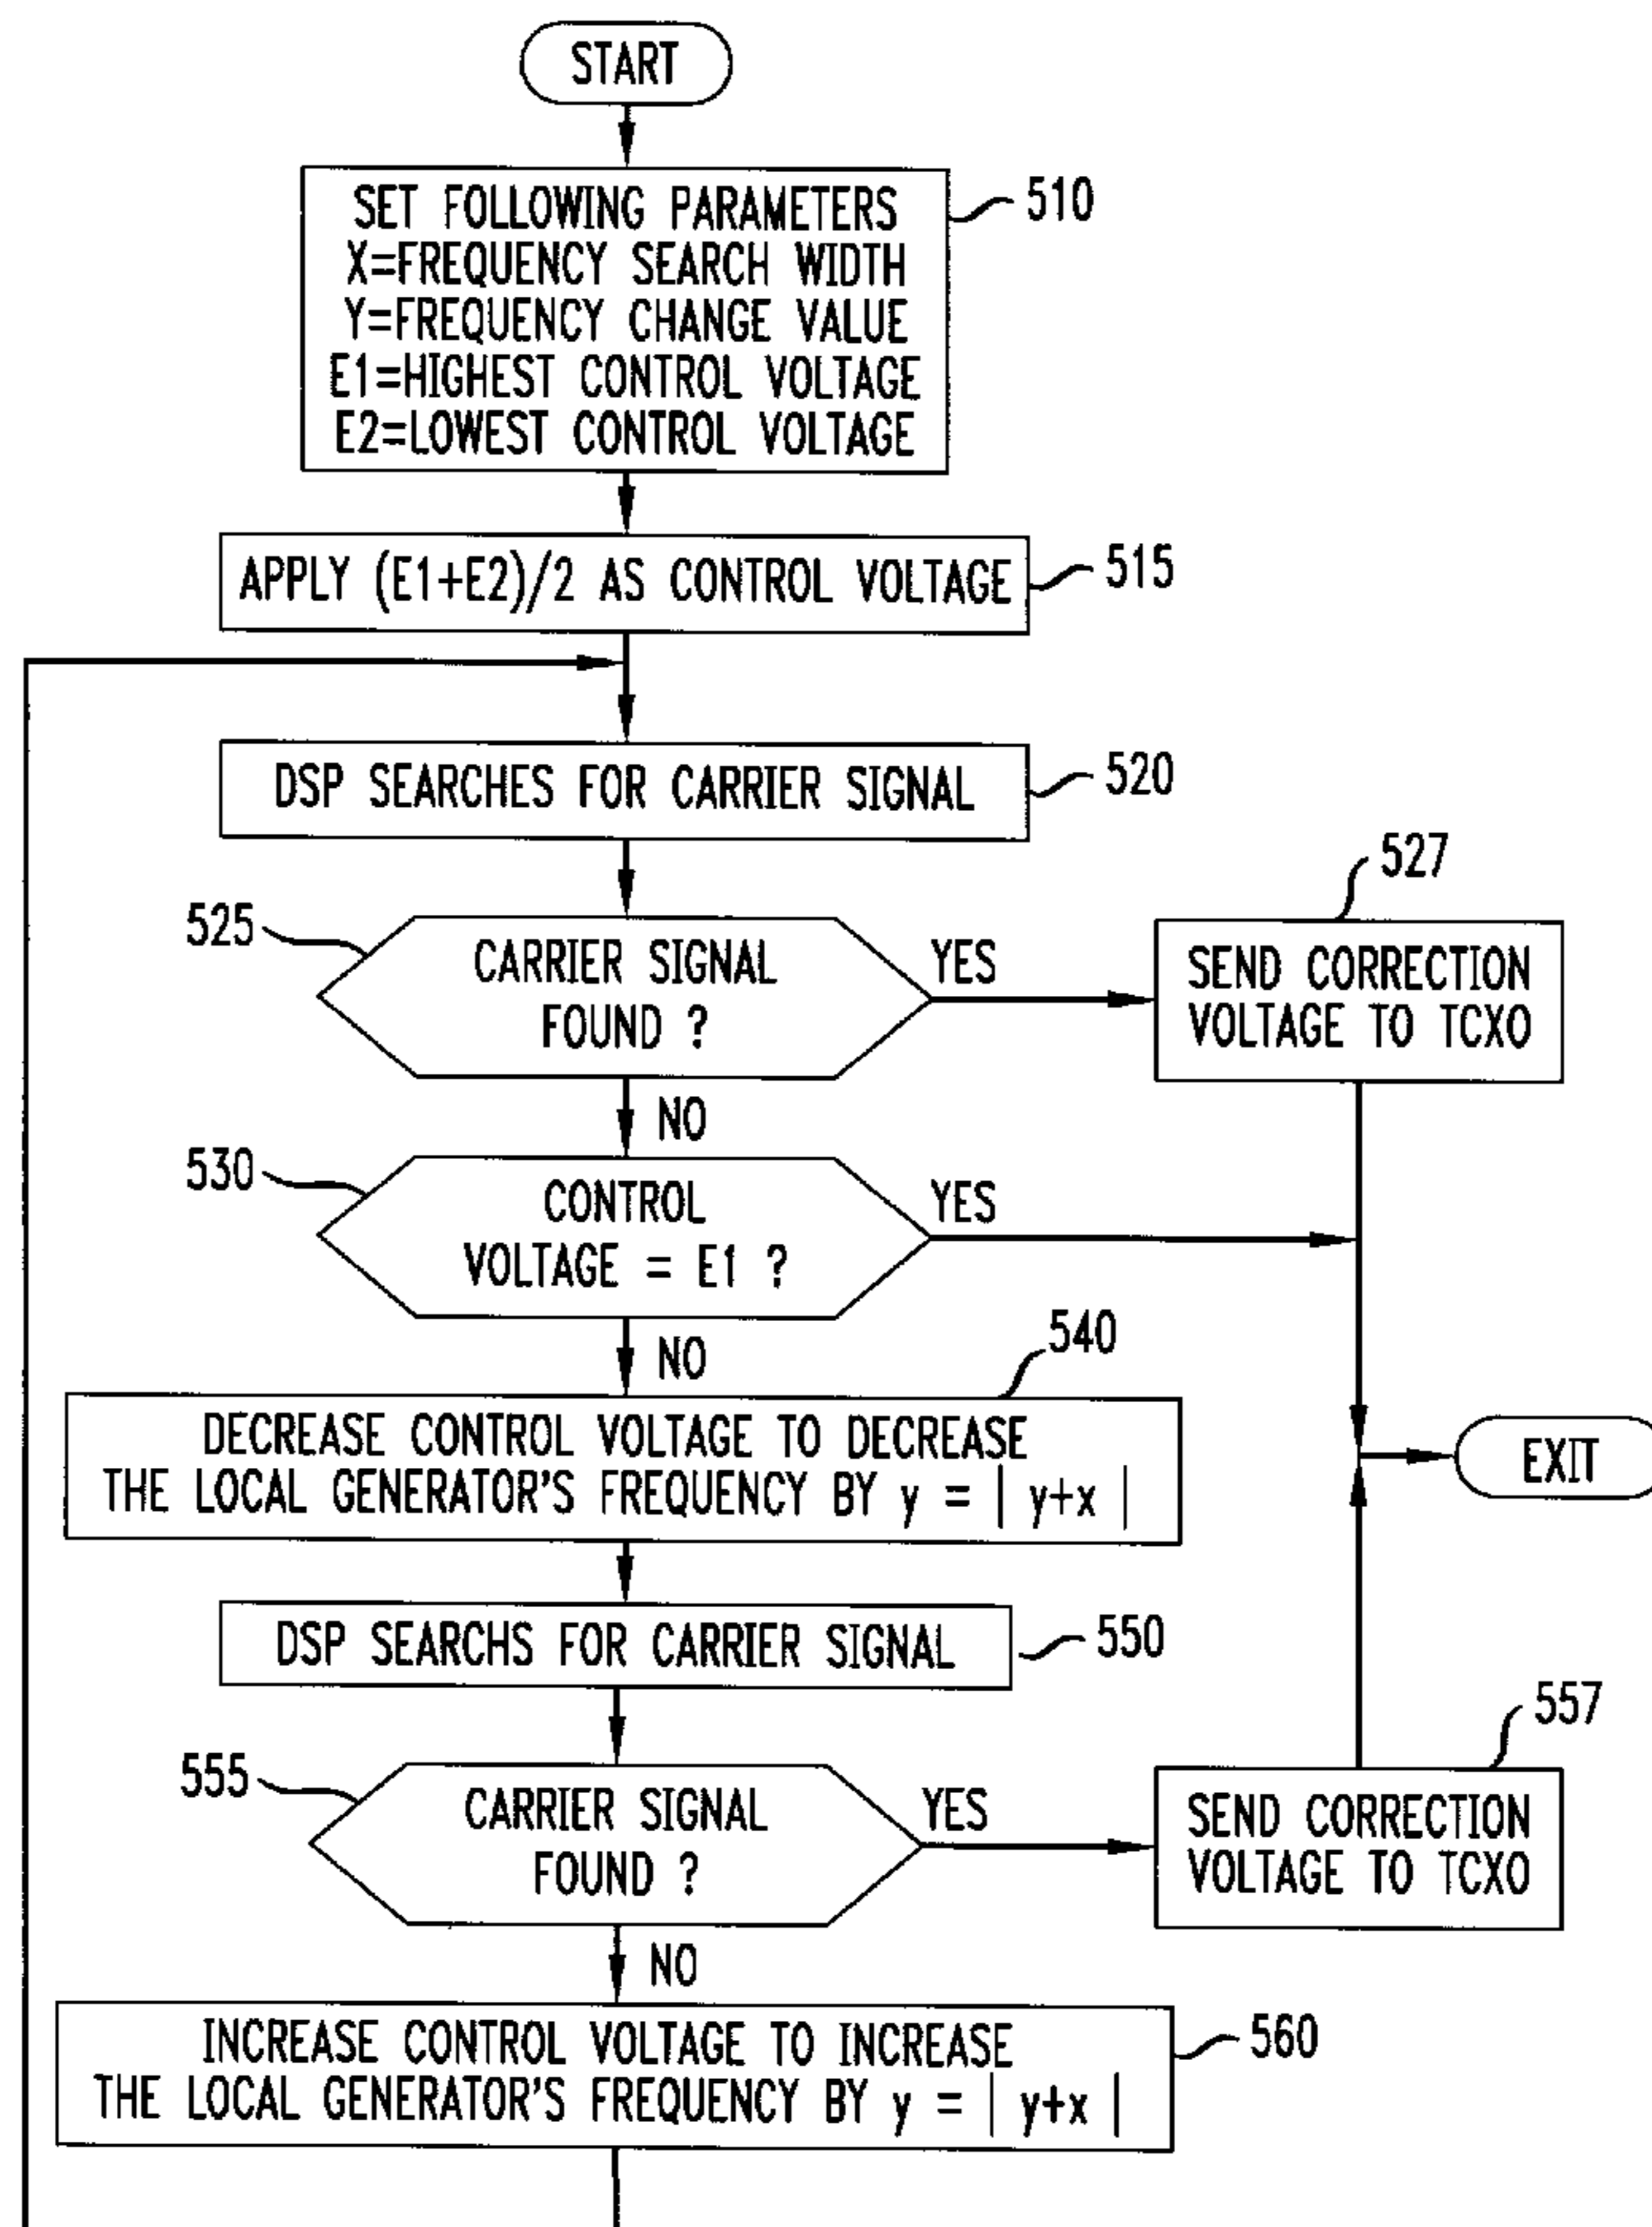 START
SET FOLLOWING PARAMETERS
X=FREQUENCY SEARCH WIDTH
Y=FREQUENCY CHANGE VALUE
E1=HIGHEST CONTROL VOLTAGE
E2=LOWEST CONTROL VOLTAGE
510
APPLY (E1+E2)/2 AS CONTROL VOLTAGE
515
DSP SEARCHES FOR CARRIER SIGNAL
520
525
CARRIER SIGNAL
FOUND ?
YES
NO
527
SEND CORRECTION
VOLTAGE TO TCXO
530
CONTROL
VOLTAGE = E1 ?
YES
NO
540
DECREASE CONTROL VOLTAGE TO DECREASE
THE LOCAL GENERATOR'S FREQUENCY BY y = | y+x |
EXIT
DSP SEARCHS FOR CARRIER SIGNAL
550
555
CARRIER SIGNAL
FOUND ?
YES
NO
557
SEND CORRECTION
VOLTAGE TO TCXO
INCREASE CONTROL VOLTAGE TO INCREASE
THE LOCAL GENERATOR'S FREQUENCY BY y = | y+x |
560